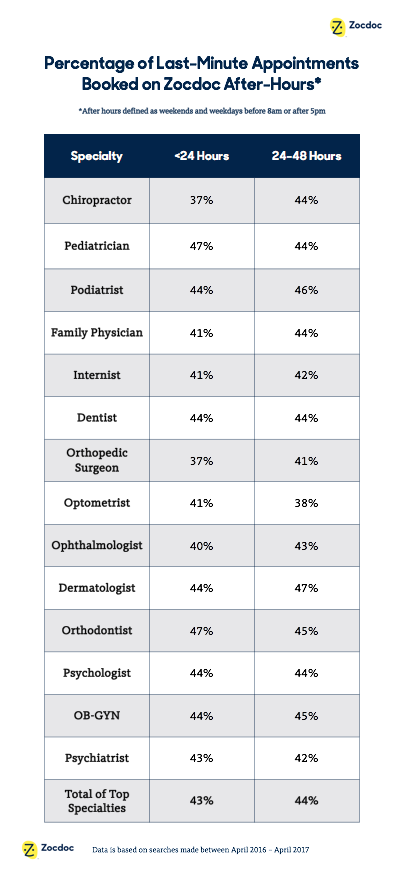 Zocdoc
Percentage of Last-Minute Appointments
Booked on Zocdoc After-Hours*
*After hours defined as weekends and weekdays before 8am or after 5pm
Specialty <24 Hours 24-48 Hours
Chiropractor 37% 44%
Pediatrician 47% 44%
Podiatrist 44% 46%
Family Physician 41% 44%
Internist 41% 42%
Dentist 44% 44%
Orthopedic
Surgeon 37% 41%
Optometrist 41% 38%
Ophthalmologist 40% 43%
Dermatologist 44% 47%
Orthodontist 47% 45%
Psychologist 44% 44%
OB-GYN 44% 45%
Psychiatrist 43% 42%
Total of Top
Specialties 43% 44%
Zocdoc Data is based on searches made between April 2016 - April 2017